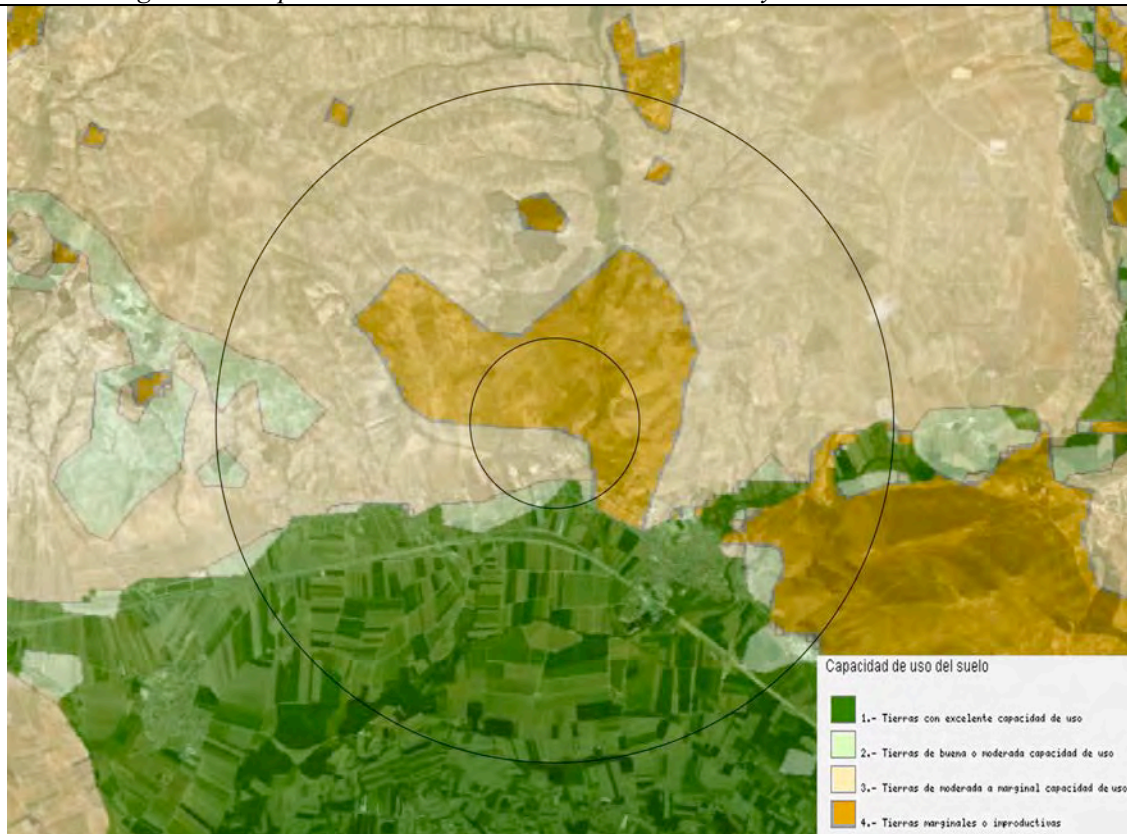 Capacidad de uso del suelo
1.- Tierras con excelente capacidad de uso
2.- Tierras de buena o moderada capacidad de uso
3.- Tierras de moderada a marginal capacidad de uso
4.- Tierras marginales o improductivas